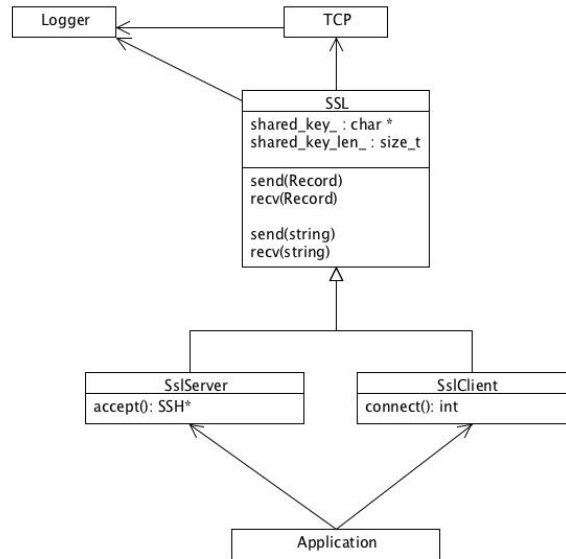 Logger
TCP
SSL
shared_key_ : char *
shared_key_len_ : size_t
send(Record)
recv(Record)
send(string)
recv(string)
SslServer
accept(): SSH*
SslClient
connect(): int
Application